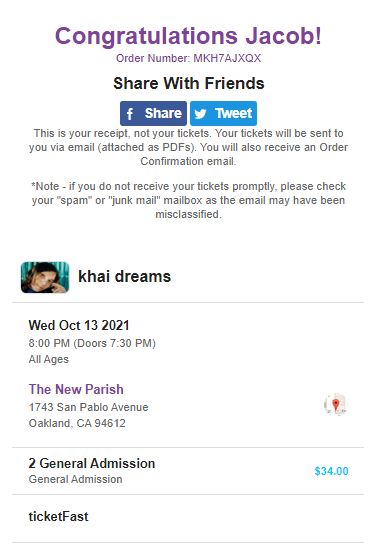 Congratulations Jacob!
Order Number: MKH7AJXQX
Share With Friends
f Share Tweet
This is your receipt, not your tickets. Your tickets will be sent to
you via email (attached as PDFs). You will also receive an Order
Confirmation email.
*Note - if you do not receive your tickets promptly, please check
your "spam" or "junk mail" mailbox as the email may have been
misclassified.
khai dreams
Wed Oct 13 2021
8:00 PM (Doors 7:30 PM)
All Ages
The New Parish
1743 San Pablo Avenue
Oakland, CA 94612
2 General Admission
General Admission
$34.00
ticketFast